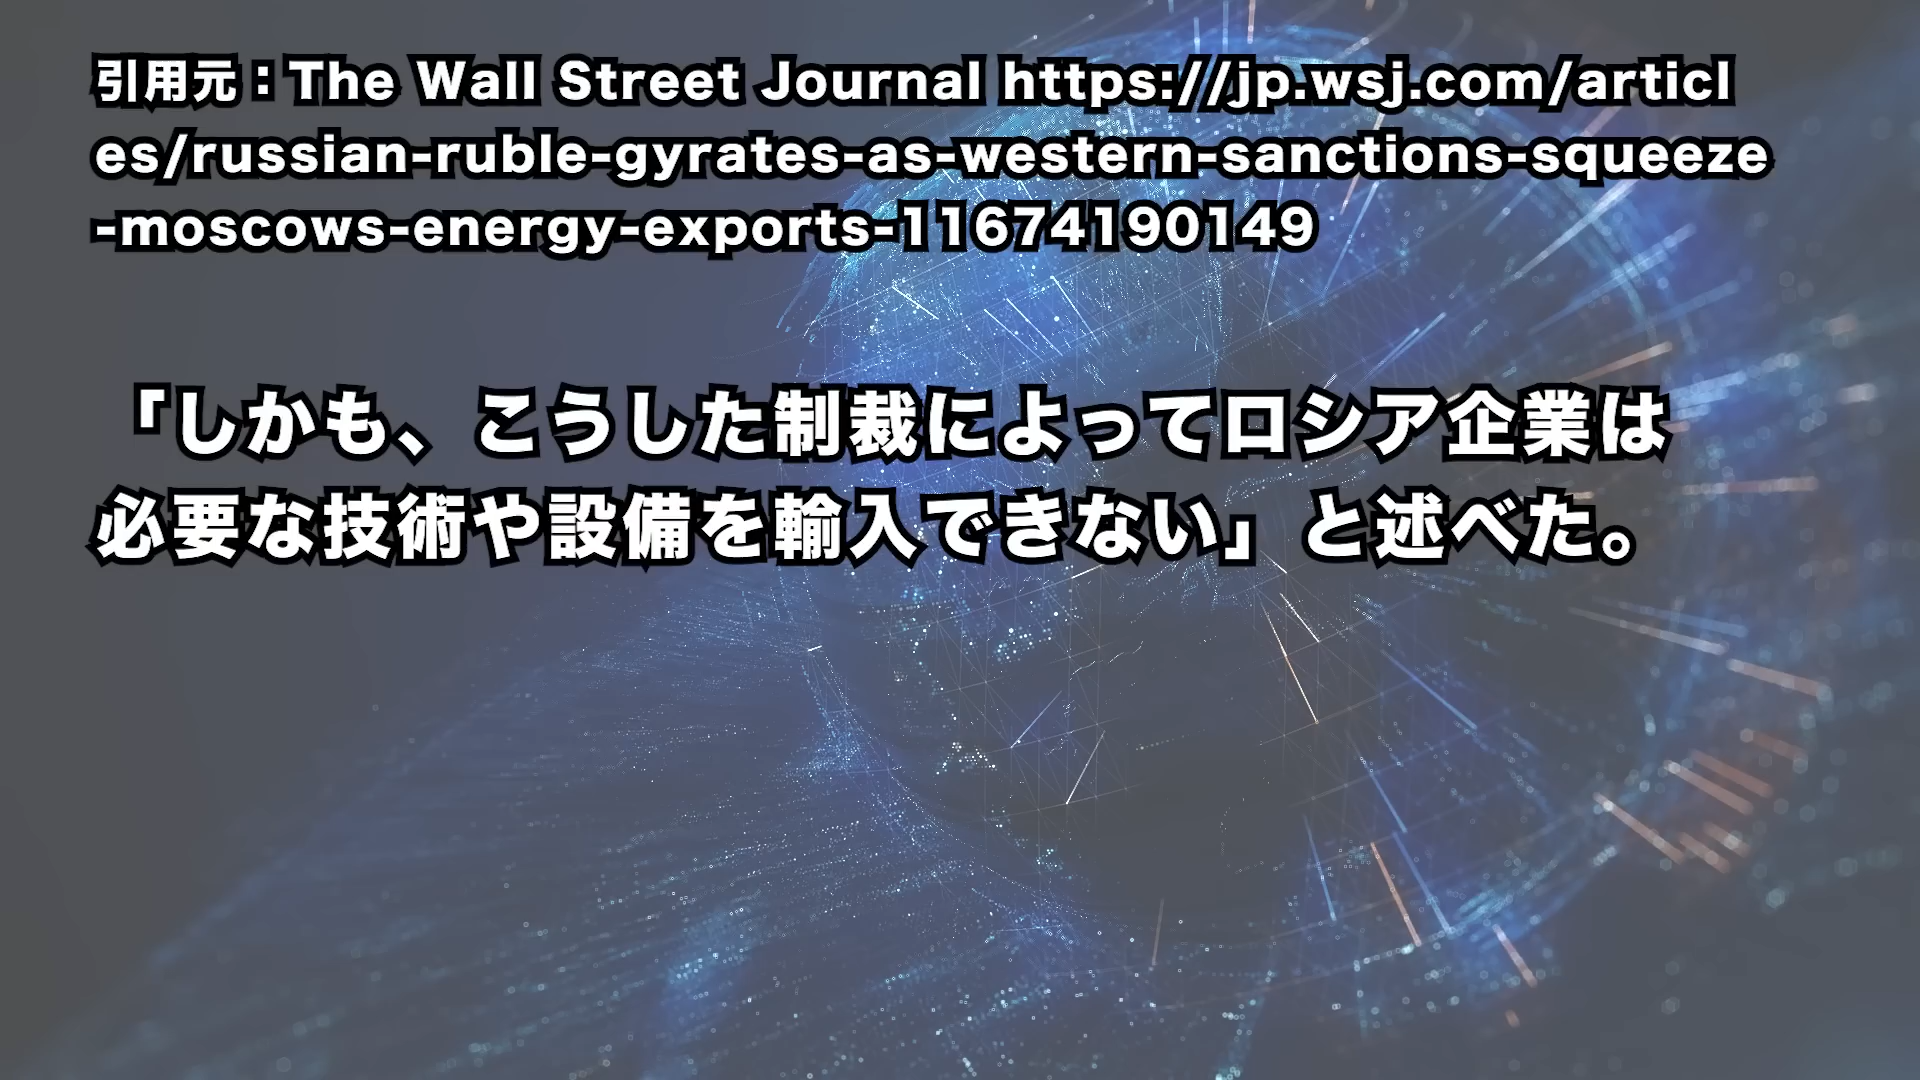 引用元：The Wall Street Journal https://jp.wsj.com/articl
es/russian-ruble-gyrates-as-western-sanctions-squeeze
-moscows-energy-exports-11674190149
「しかも、こうした制裁によってロシア企業は
必要な技術や設備を輸入できない」と述べた。